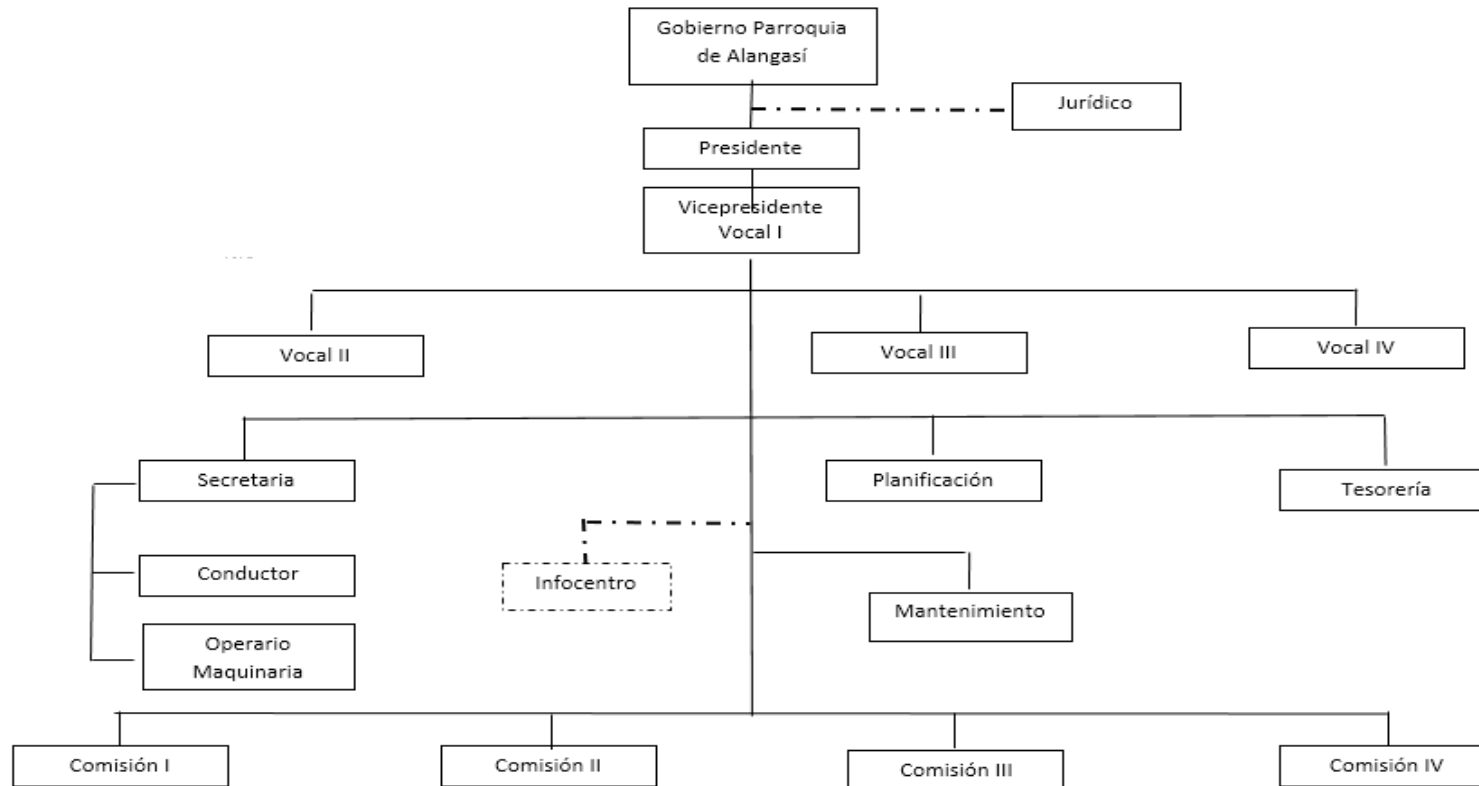 Gobierno Parroquia
de Alangasí
Jurídico
Presidente
Vicepresidente
Vocal I
Vocal II
Vocal III
Vocal IV
Secretaria
Planificación
Tesorería
Conductor
Infocentro
Mantenimiento
Operario
Maquinaria
Comisión I
Comisión II
Comisión III
Comisión IV